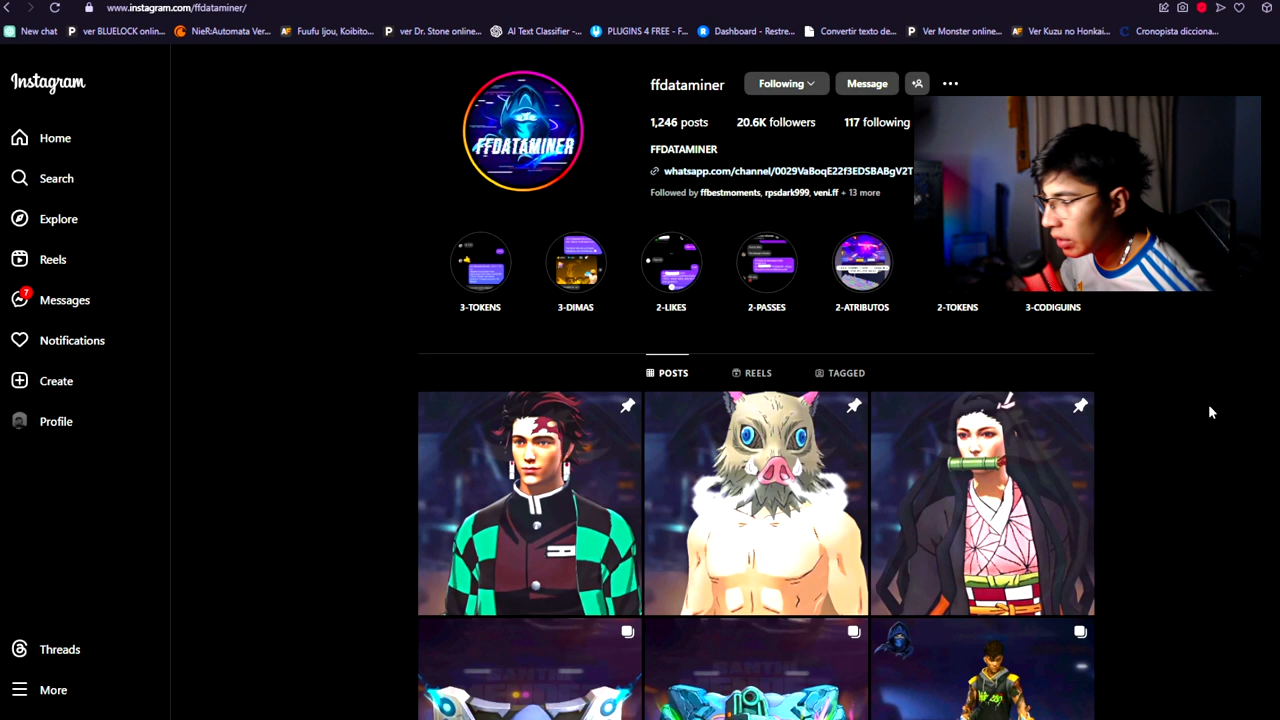 www.instagram.com/ffdataminer/
New chat
ver BLUELOCK onlin...
NieR:Automata Ver...
Fuufu Ijou, Koibito...
ver Dr. Stone onlin...
AI Text Classifier -...
PLUGINS 4 FREE - F...
Dashboard - Restre...
Convertir texto de...
Ver Monster online...
Ver Kuzu no Honkai...
Cronopista dicciona...
Instagram
Home
Search
Explore
Reels
7
Messages
Notifications
Create
Profile
Threads
More
FFDATAMINER
ffdataminer
Following
Message
1,246 posts
20.6K followers
117 following
FFDATAMINER
whatsapp.com/channel/0029VaBoqE22f3EDSBABgV2T
Followed by ffbestmoments, rpsdark999, veni.ff + 13 more
3-TOKENS
3-DIMAS
2-LIKES
2-PASSES
2-ATRIBUTOS
2-TOKENS
3-CODIGUINS
POSTS
REELS
TAGGED